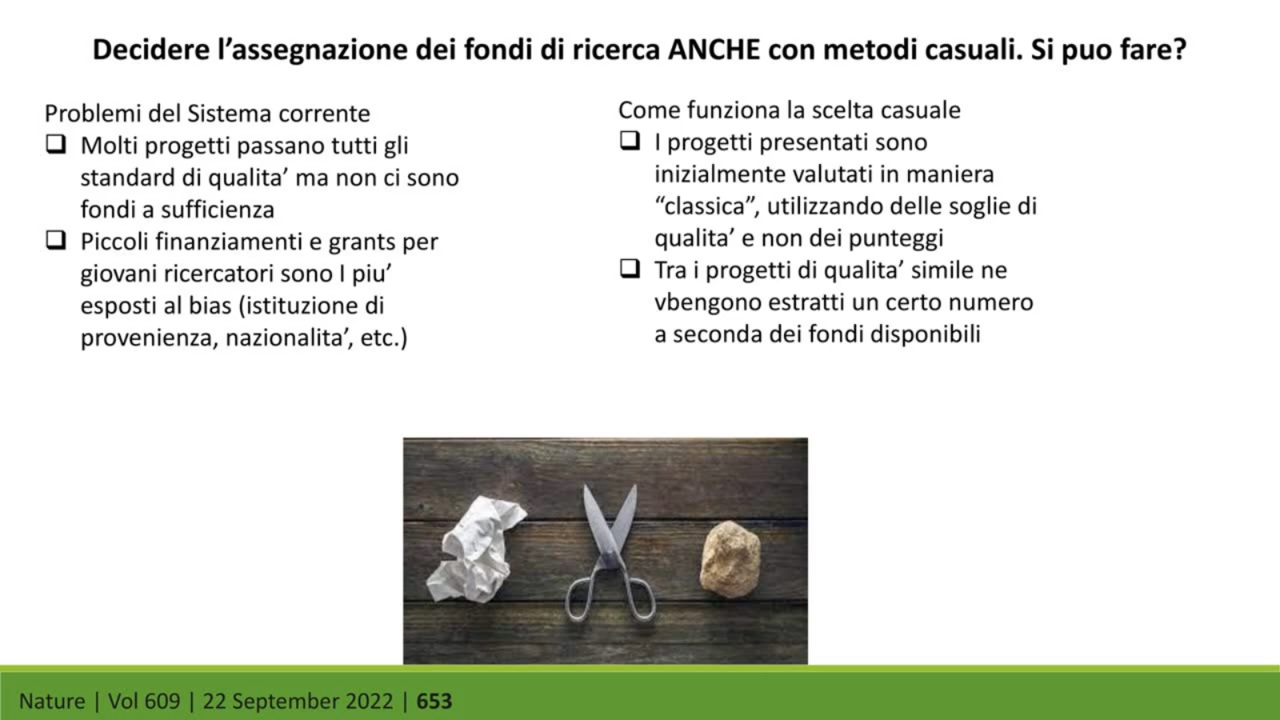 Decidere l’assegnazione dei fondi di ricerca ANCHE con metodi casuali. Si puo fare?
Problemi del Sistema corrente
Molti progetti passano tutti gli
standard di qualita’ ma non ci sono
fondi a sufficienza
Piccoli finanziamenti e grants per
giovani ricercatori sono I piu’
esposti al bias (istituzione di
provenienza, nazionalita’, etc.)
Come funziona la scelta casuale
I progetti presentati sono
inizialmente valutati in maniera
“classica”, utilizzando delle soglie di
qualita’ e non dei punteggi
Tra i progetti di qualita’ simile ne
vbengono estratti un certo numero
a seconda dei fondi disponibili
Nature | Vol 609 | 22 September 2022 | 653